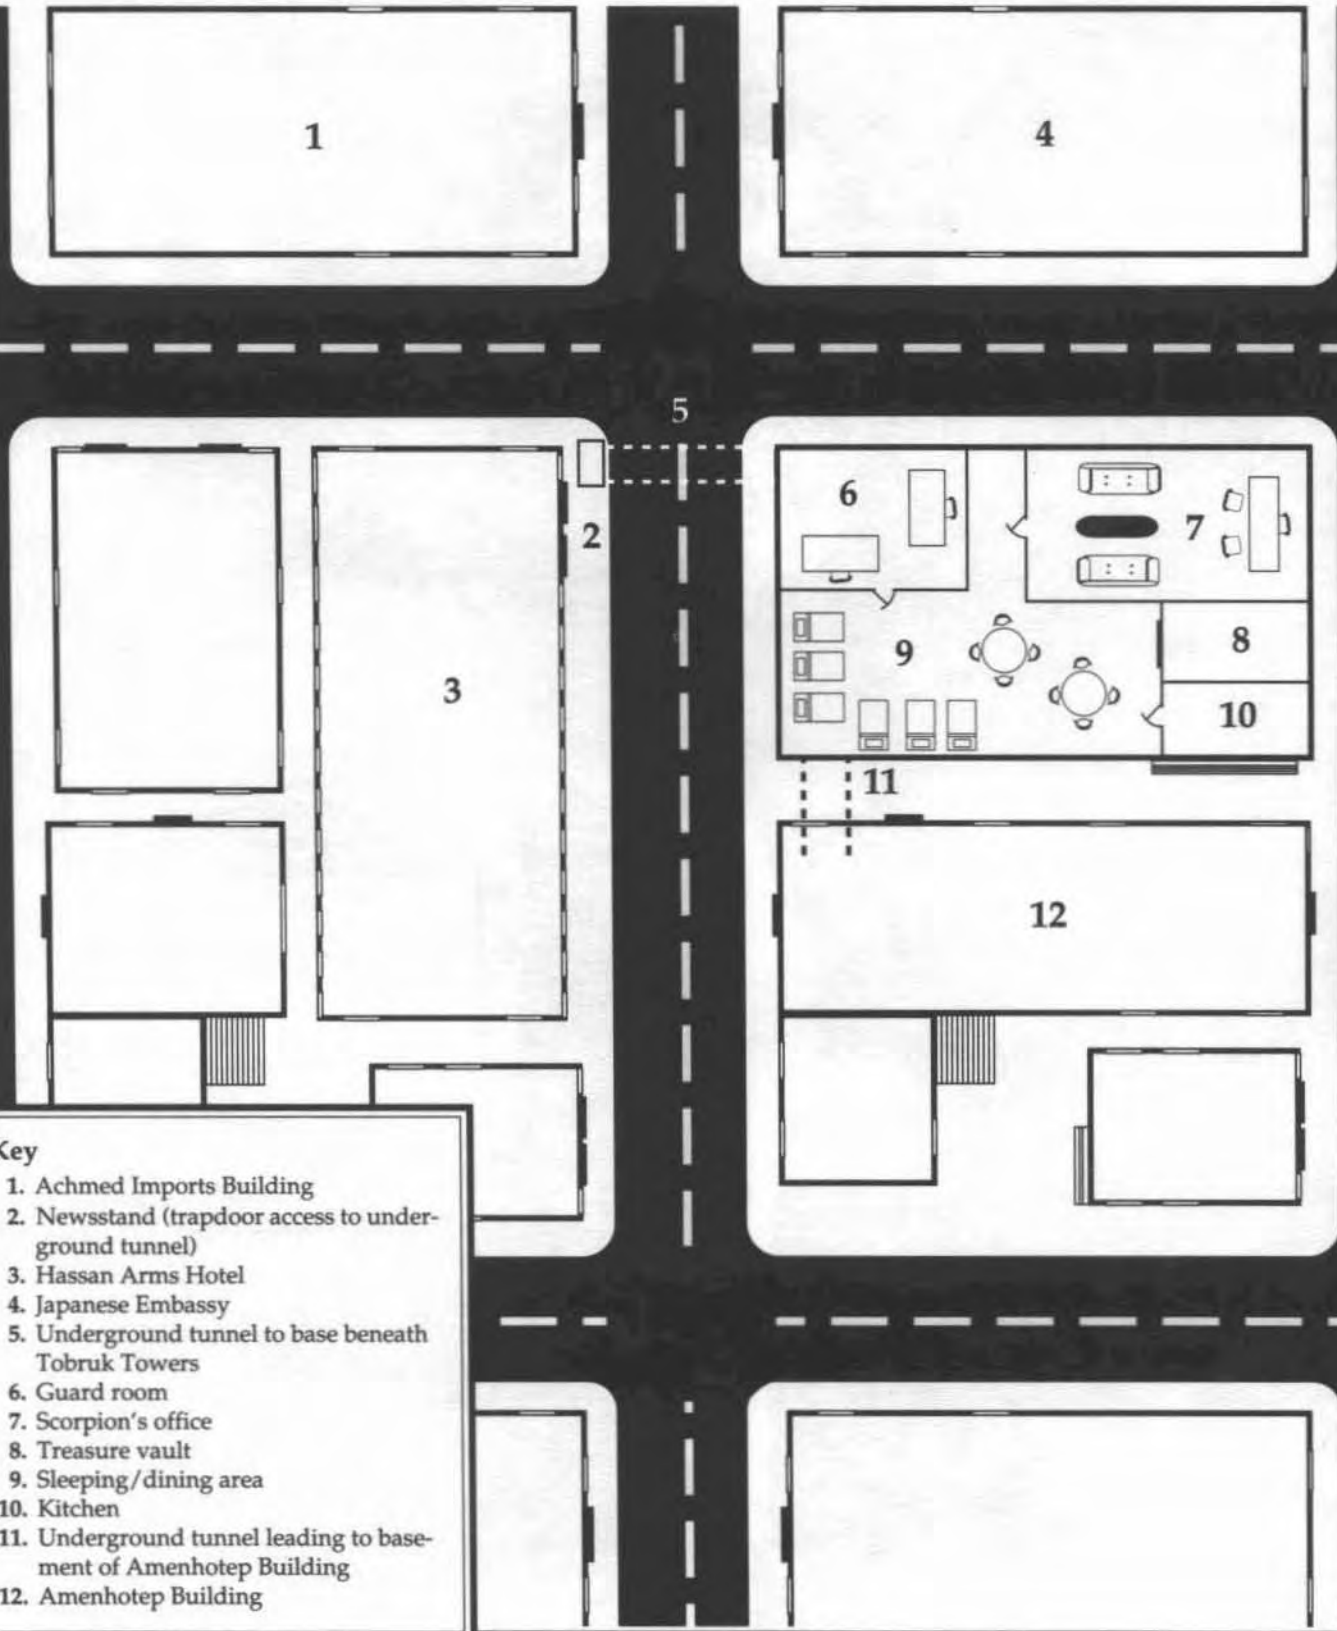 1
4
5
6
7
2
9
8
3
10
11
12
Key
1. Achmed Imports Building
2. Newsstand (trapdoor access to under-
ground tunnel)
3. Hassan Arms Hotel
4. Japanese Embassy
5. Underground tunnel to base beneath
Tobruk Towers
6. Guard room
7. Scorpion's office
8. Treasure vault
9. Sleeping/dining area
10. Kitchen
11. Underground tunnel leading to base-
ment of Amenhotep Building
12. Amenhotep Building